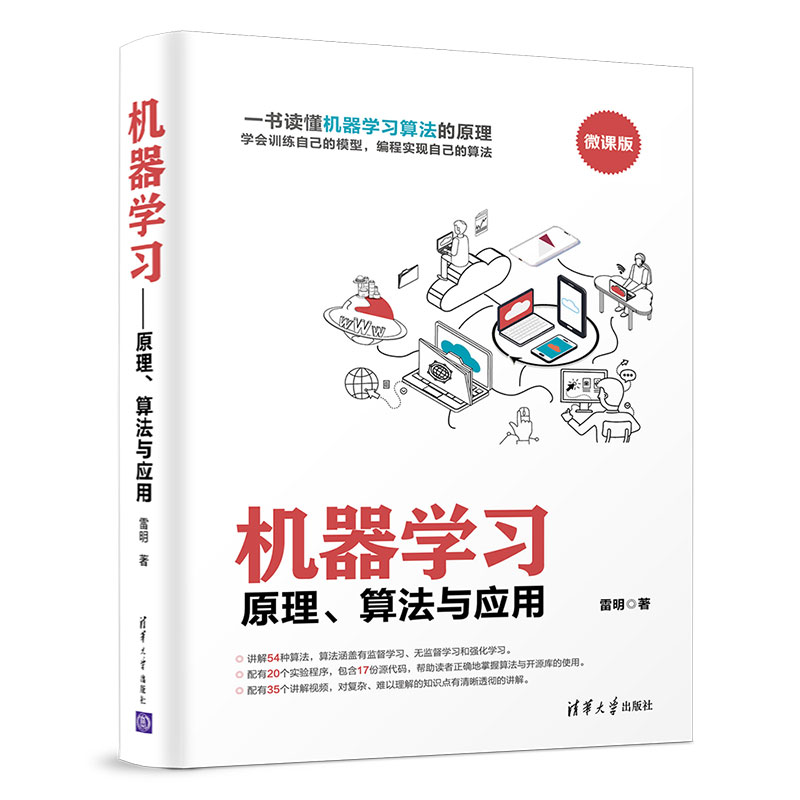 机器学习——原理、算法与应用
雷明 著
清华大学出版社
一书读懂机器学习算法的原理
学会训练自己的模型，编程实现自己的算法
微课版
WWW
机器学习
原理、算法与应用
雷明◎著
◎ 讲解54种算法，算法涵盖有监督学习、无监督学习和强化学习。
◎ 配有20个实验程序，包含17份源代码，帮助读者正确地掌握算法与开源库的使用。
◎ 配有35个讲解视频，对复杂、难以理解的知识点有清晰透彻的讲解。
清华大学出版社